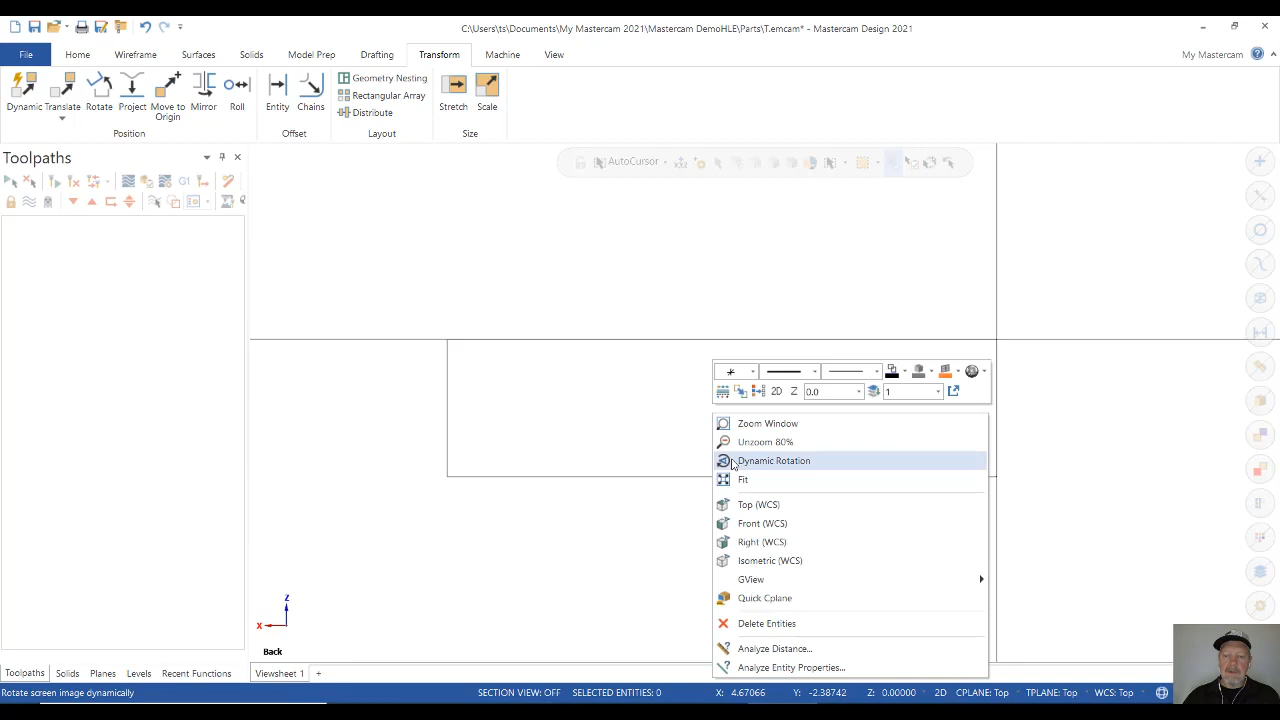 C:\Users\ts\Documents\My Mastercam 2021\Mastercam DemoHLE\Parts\T.emcam* - Mastercam Design 2021
File Home Wireframe Surfaces Solids Model Prep Drafting Transform Machine View My Mastercam
Dynamic Translate Rotate Project Move to Origin Mirror Roll
Position
Entity Chains
Offset
Geometry Nesting
Rectangular Array
Distribute
Layout
Stretch Scale
Size
Toolpaths
G1
AutoCursor
2D Z 0.0 1
Zoom Window
Unzoom 80%
Dynamic Rotation
Fit
Top (WCS)
Front (WCS)
Right (WCS)
Isometric (WCS)
GView
Quick Cplane
Delete Entities
Analyze Distance...
Analyze Entity Properties...
Z
X
Back
Toolpaths Solids Planes Levels Recent Functions
Viewsheet 1 +
Rotate screen image dynamically
SECTION VIEW: OFF SELECTED ENTITIES: 0 X: 4.67066 Y: -2.38742 Z: 0.00000 2D CPLANE: Top TPLANE: Top WCS: Top